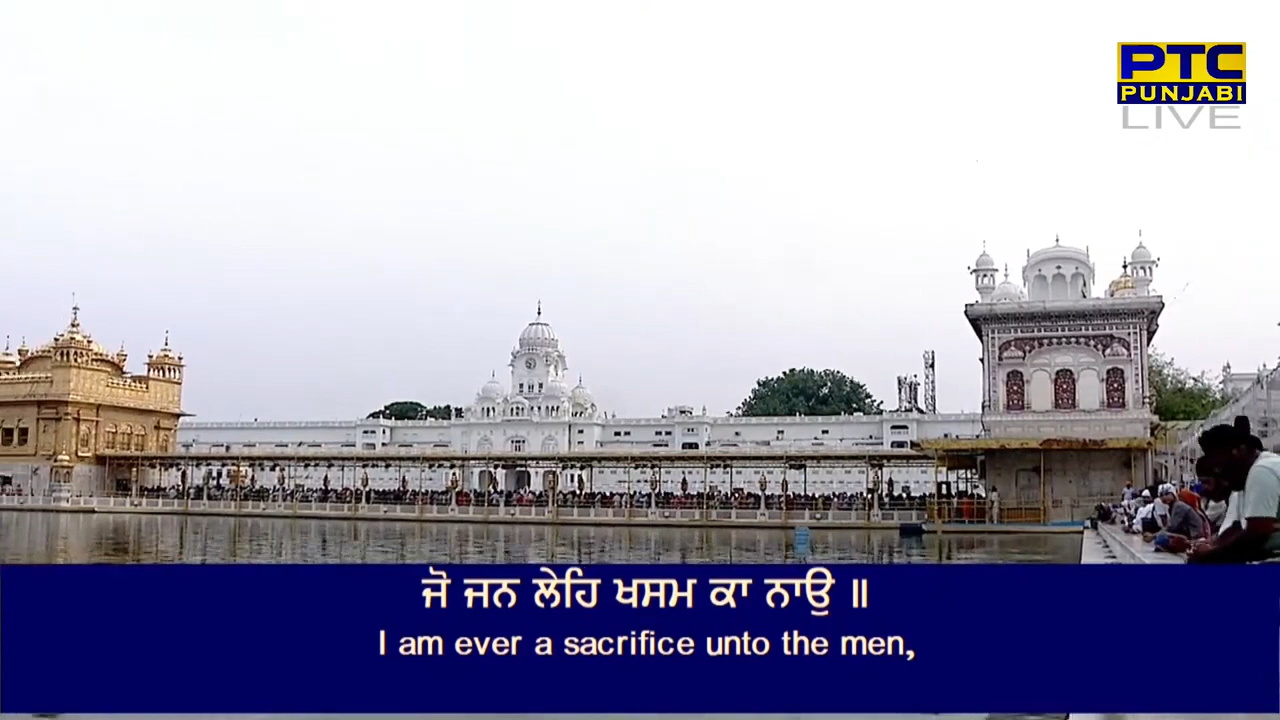 PTC
PUNJABI
LIVE
ਜੋ ਜਨ ਲੇਹਿ ਖਸਮ ਕਾ ਨਾਉ ॥
I am ever a sacrifice unto the men,